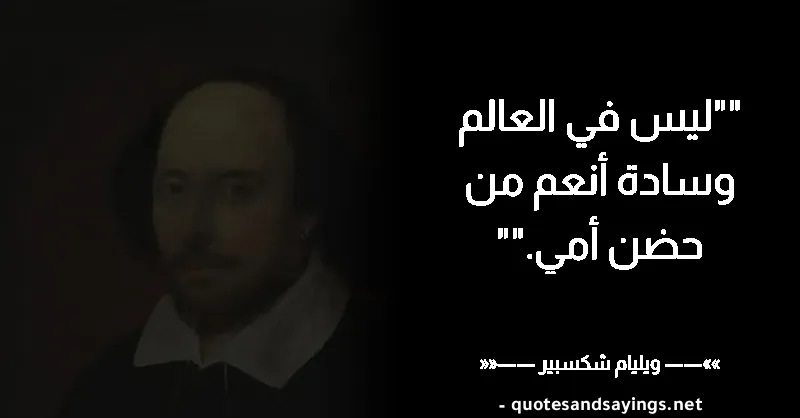 ""ليس في العالم
وسادة أنعم من
حضن أمي.""
»»—— ويليام شكسبير ——««
- quotesandsayings.net